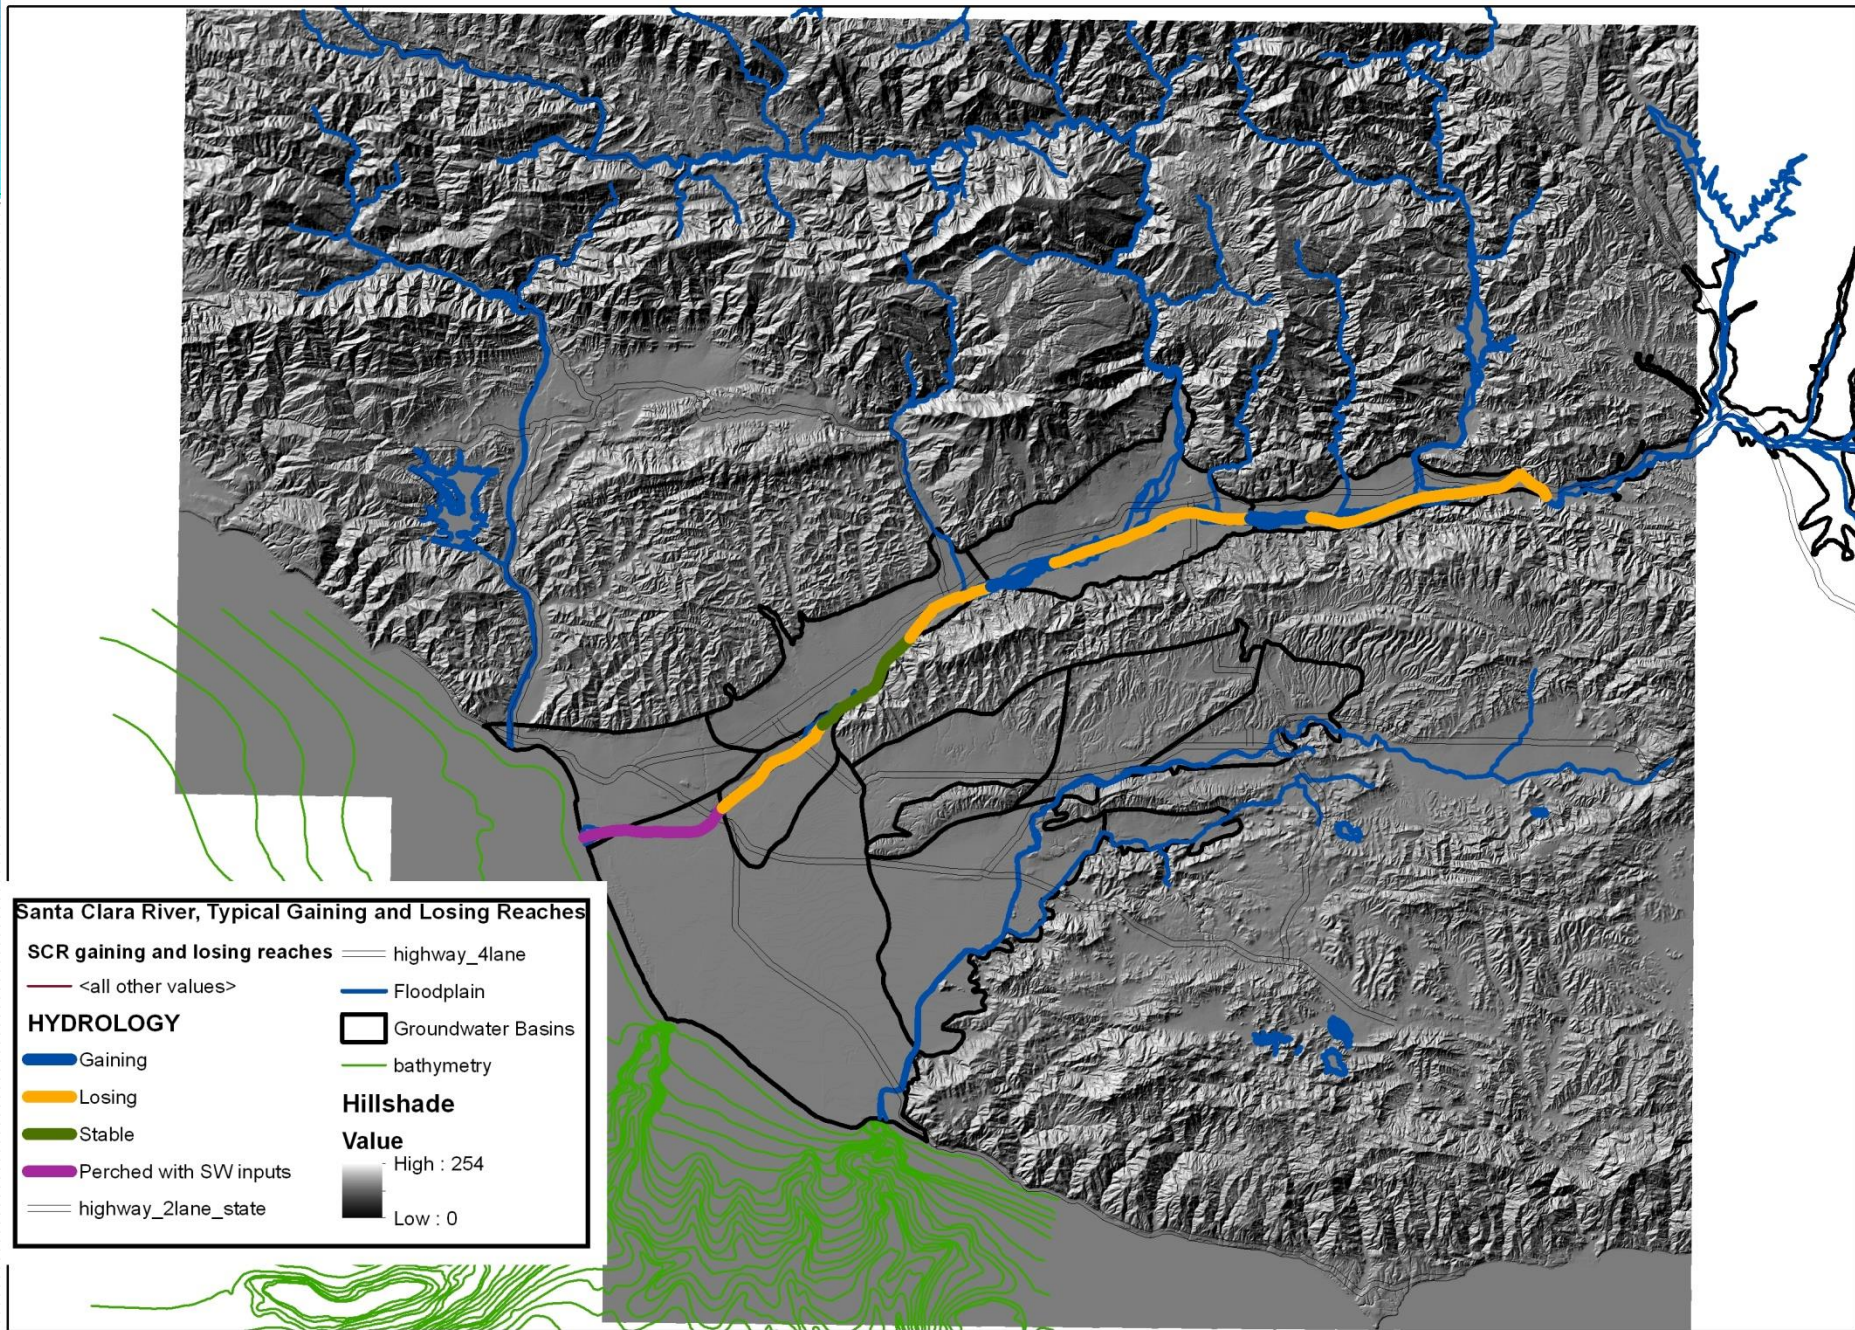 Santa Clara River, Typical Gaining and Losing Reaches
SCR gaining and losing reaches
<all other values>
HYDROLOGY
Gaining
Losing
Stable
Perched with SW inputs
highway_2lane_state
highway_4lane
Floodplain
Groundwater Basins
bathymetry
Hillshade
Value
High : 254
Low : 0